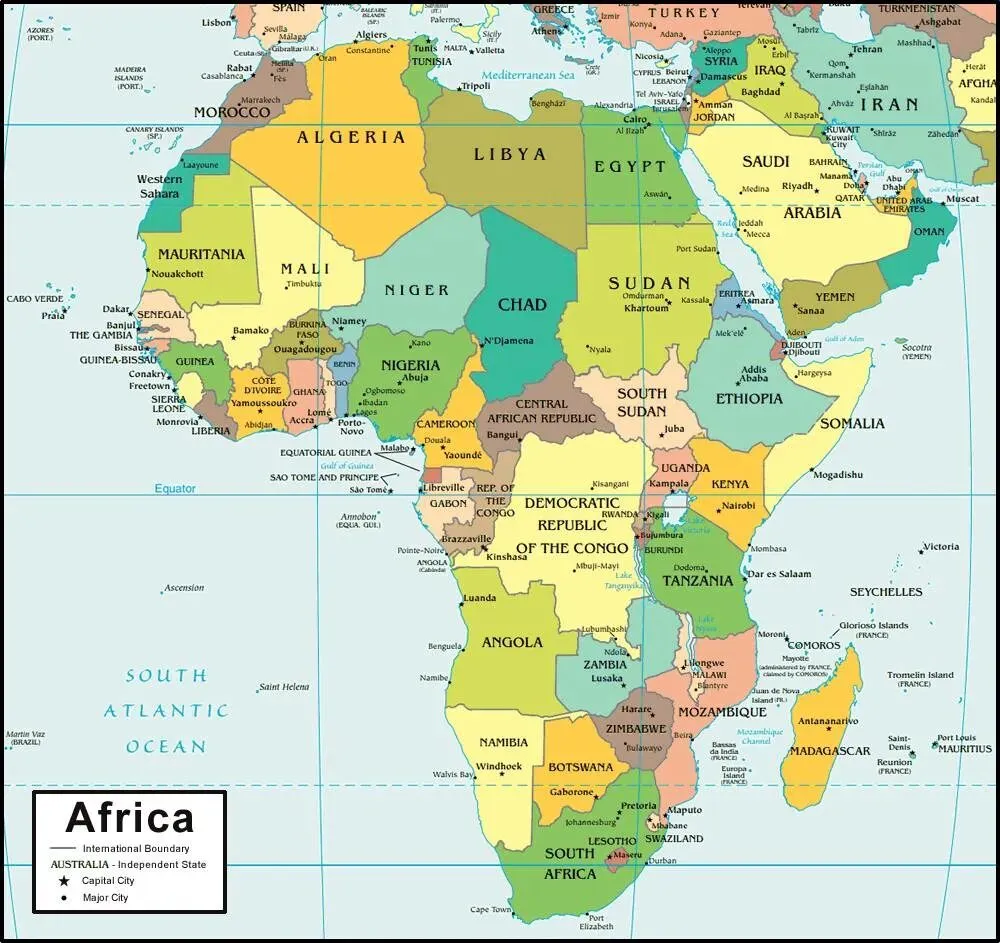 SPAIN
Lisbon
Sevilla
Málaga
Gibraltar (U.K.)
Ceuta (SP.)
Melilla
(SP.)
AZORES
(PORT.)
MADEIRA
ISLANDS
(PORT.)
CANARY ISLANDS
(SP.)
BALEARIC
ISLANDS
(SP.)
Algiers
Constantine
Oran
Tunis
TUNISIA
Palermo
Sicily
(IT.)
MALTA
Valletta
Tripoli
Mediterranean Sea
GREECE
Athens
Crete
(GR.)
Izmir
TURKEY
Konya
Adana
Gaziantep
Nicosia
CYPRUS
Beirut
LEBANON
Aleppo
SYRIA
Damascus
Tel Aviv-Yafo
ISRAEL
Jerusalem
Amman
JORDAN
Mosul
Erbil
IRAQ
Baghdad
Al Başrah
Tabrīz
Tehran
Qom
Kermanshah
Eşfahān
Ahvāz
IRAN
Shīrāz
Mashhad
Zāhedān
TURKMENISTAN
Ashgabat
Herāt
AFGHA
Kandal
KUWAIT
Kuwait
City
Persian
Gulf
BAHRAIN
Manama
Doha
QATAR
Abu
Dhabi
OMAN
UNITED ARAB
EMIRATES
Gulf of Oman
Muscat
OMAN
SAUDI
ARABIA
Riyadh
Medina
Jeddah
Mecca
Red
Sea
YEMEN
Sanaa
Aden
Gulf of Aden
Socotra
(YEMEN)
Rabat
Casablanca
Fès
Marrakech
MOROCCO
Laayoune
Western
Sahara
ALGERIA
LIBYA
Benghāzī
Alexandria
Cairo
Al Jīzah
EGYPT
Aswān
MAURITANIA
Nouakchott
MALI
Timbuktu
Bamako
NIGER
Niamey
CHAD
N'Djamena
SUDAN
Port Sudan
Omdurman
Khartoum
Kassala
Nyala
ERITREA
Asmara
Mek'elē
DJIBOUTI
Djibouti
Addis
Ababa
ETHIOPIA
Hargeysa
SOMALIA
Mogadishu
CABO VERDE
Praia
Dakar
SENEGAL
Banjul
THE GAMBIA
Bissau
GUINEA-BISSAU
GUINEA
Conakry
Freetown
SIERRA
LEONE
Monrovia
LIBERIA
CÔTE
D'IVOIRE
Yamoussoukro
Abidjan
BURKINA
FASO
Ouagadougou
GHANA
Accra
TOGO
Lomé
BENIN
Porto-
Novo
NIGERIA
Kano
Abuja
Ogbomoso
Ibadan
Lagos
CAMEROON
Douala
Yaoundé
CENTRAL
AFRICAN REPUBLIC
Bangui
SOUTH
SUDAN
Juba
Malabo
EQUATORIAL GUINEA
Gulf of Guinea
SAO TOME AND PRINCIPE
São Tomé
Libreville
GABON
Annobon
(EQUA. GUI.)
Equator
REP. OF
THE
CONGO
Brazzaville
Pointe-Noire
ANGOLA
(Cabinda)
Kinshasa
DEMOCRATIC
REPUBLIC
OF THE CONGO
Kisangani
Mbuji-Mayi
Lubumbashi
UGANDA
Kampala
KENYA
Nairobi
Mombasa
RWANDA
Kigali
Bujumbura
BURUNDI
Lake
Victoria
Lake
Tanganyika
Dodoma
TANZANIA
Dar es Salaam
Victoria
SEYCHELLES
Ascension
Luanda
ANGOLA
Benguela
Namibe
ZAMBIA
Ndola
Lusaka
Lake
Nyasa
Lilongwe
MALAWI
Blantyre
Moroni
COMOROS
Mayotte
(administered by FRANCE,
claimed by COMOROS)
Glorioso Islands
(FRANCE)
Juan de Nova
Island (FR.)
Tromelin Island
(FRANCE)
SOUTH
ATLANTIC
OCEAN
Saint Helena
Martin Vaz
(BRAZIL)
NAMIBIA
Windhoek
Walvis Bay
BOTSWANA
Gaborone
Harare
ZIMBABWE
Bulawayo
MOZAMBIQUE
Beira
Mozambique
Channel
Bassas
da India
(FRANCE)
Europa
Island
(FRANCE)
Antananarivo
MADAGASCAR
Saint-
Denis
Reunion
(FRANCE)
Port Louis
MAURITIUS
Pretoria
Johannesburg
Maputo
Mbabane
SWAZILAND
LESOTHO
Maseru
Durban
SOUTH
AFRICA
Cape Town
Port
Elizabeth
Africa
International Boundary
AUSTRALIA - Independent State
Capital City
Major City